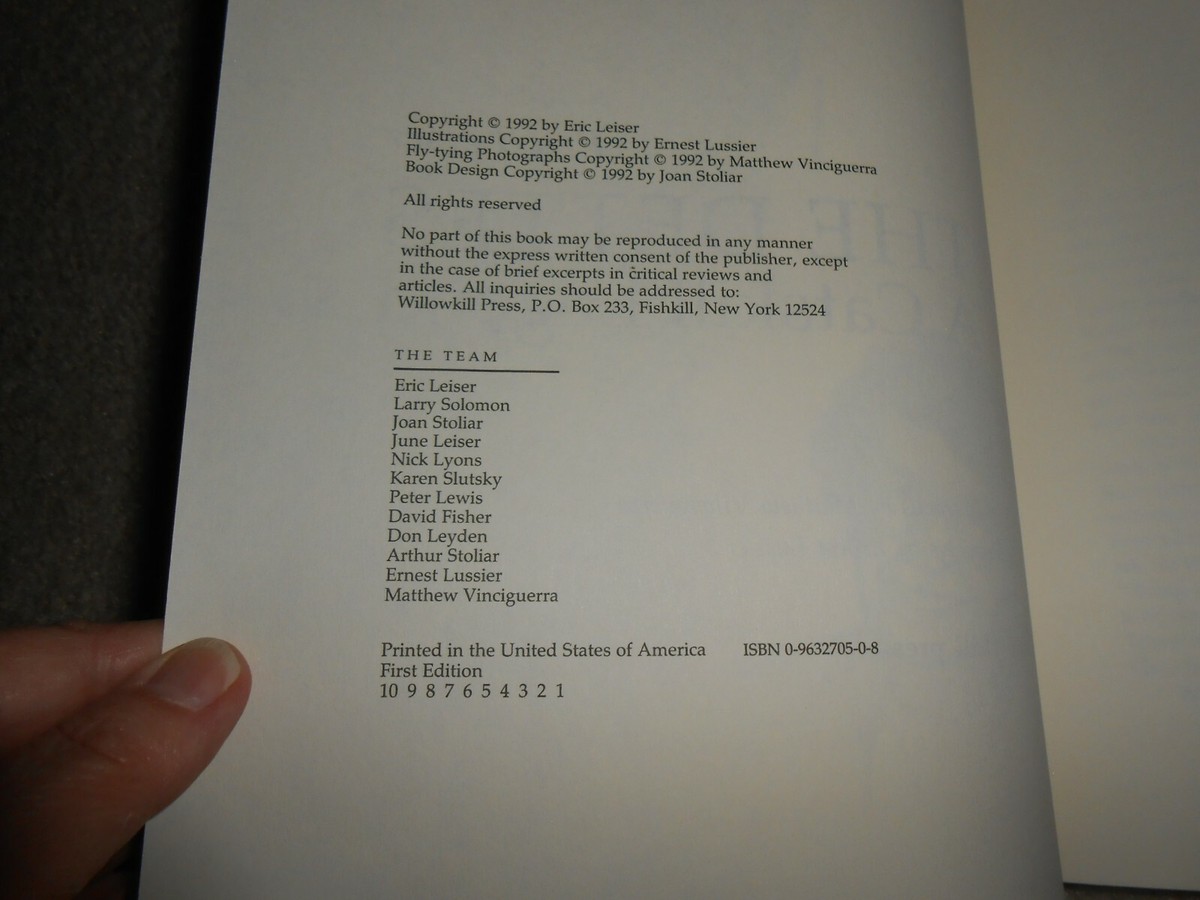 Copyright © 1992 by Eric Leiser
Illustrations Copyright © 1992 by Ernest Lussier
Fly-tying Photographs Copyright © 1992 by Matthew Vinciguerra
Book Design Copyright © 1992 by Joan Stoliar
All rights reserved
No part of this book may be reproduced in any manner
without the express written consent of the publisher, except
in the case of brief excerpts in critical reviews and
articles. All inquiries should be addressed to:
Willowkill Press, P.O. Box 233, Fishkill, New York 12524
THE TEAM
Eric Leiser
Larry Solomon
Joan Stoliar
June Leiser
Nick Lyons
Karen Slutsky
Peter Lewis
David Fisher
Don Leyden
Arthur Stoliar
Ernest Lussier
Matthew Vinciguerra
Printed in the United States of America ISBN 0-9632705-0-8
First Edition
10 9 8 7 6 5 4 3 2 1